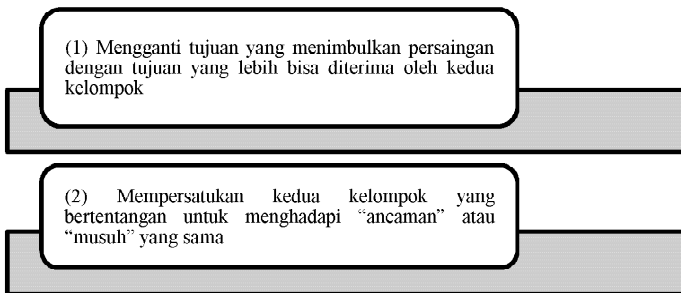 (1) Mengganti tujuan yang menimbulkan persaingan
dengan tujuan yang lebih bisa diterima oleh kedua
kelompok
(2) Mempersatukan kedua kelompok yang
bertentangan untuk menghadapi “ancaman” atau
“musuh” yang sama